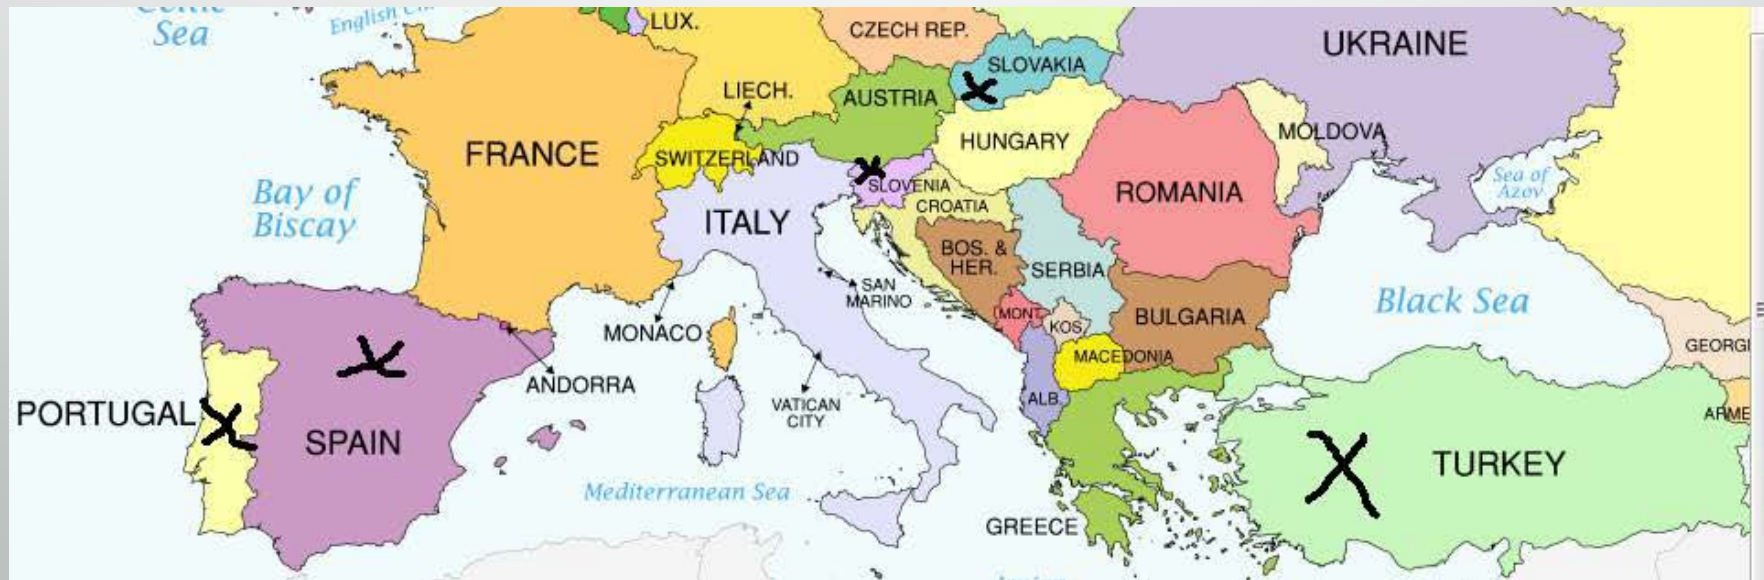 Celtic
Sea
English Ch
LUX.
CZECH REP.
SLOVAKIA
UKRAINE
LIECH.
AUSTRIA
FRANCE
SWITZERLAND
HUNGARY
MOLDOVA
SLOVENIA
CROATIA
ROMANIA
Sea of
Azov
Bay of
Biscay
ITALY
BOS. &
HER.
SERBIA
SAN
MARINO
MONT.
KOS.
BULGARIA
Black Sea
MONACO
MACEDONIA
GEORGI
ANDORRA
VATICAN
CITY
ALB.
ARME
PORTUGAL
SPAIN
TURKEY
Mediterranean Sea
GREECE